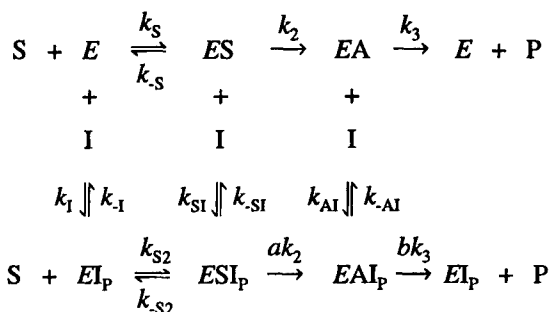 k_S k_2 k_3
S + E ⇌ ES → EA → E + P
k_-S
+ + +
I I I
k_I ⇌ k_-I k_SI ⇌ k_-SI k_AI ⇌ k_-AI
k_S2 ak_2 bk_3
S + EI_P ⇌ ESI_P → EAI_P → EI_P + P
k_-S2